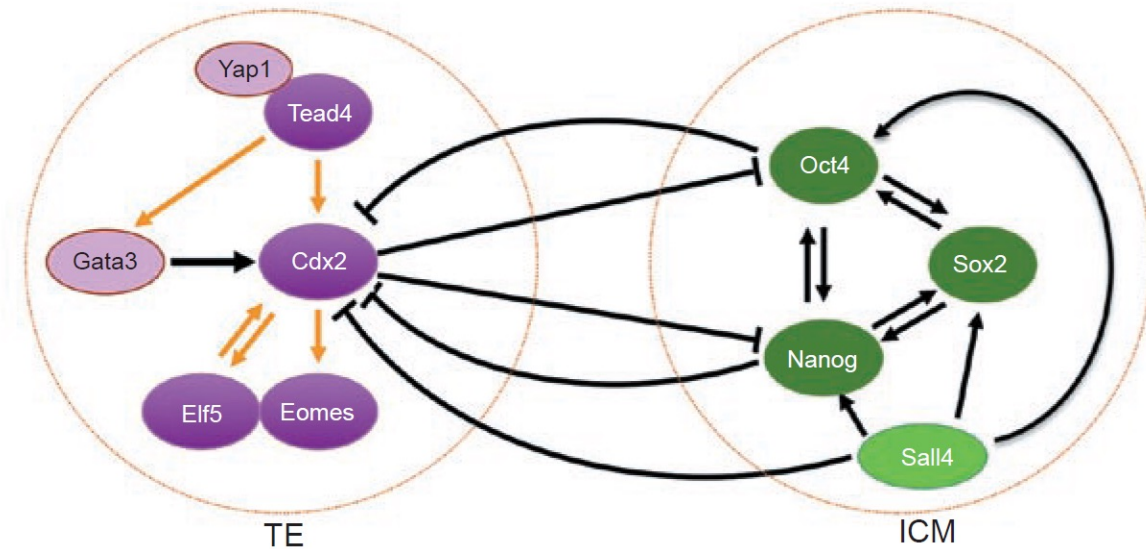 Yap1
Tead4
Oct4
Gata3
Cdx2
Sox2
Nanog
Elf5
Eomes
Sall4
TE
ICM